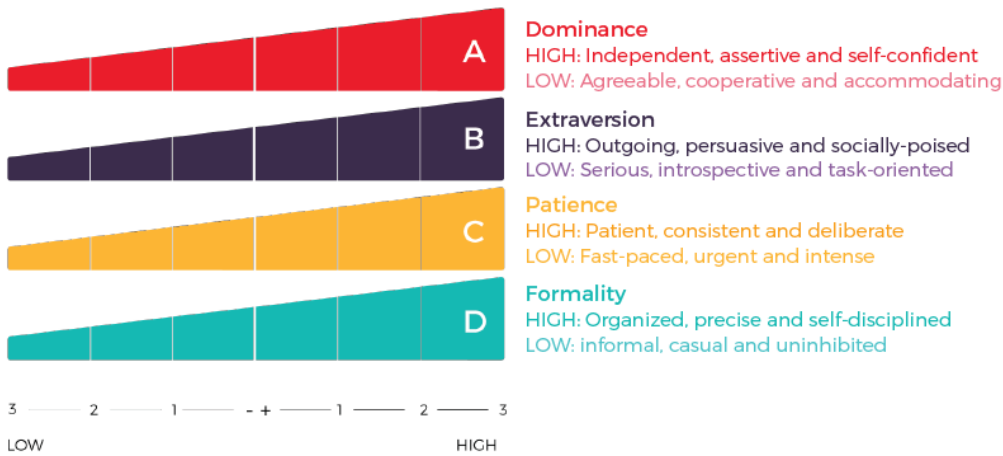 A
Dominance
HIGH: Independent, assertive and self-confident
LOW: Agreeable, cooperative and accommodating
B
Extraversion
HIGH: Outgoing, persuasive and socially-poised
LOW: Serious, introspective and task-oriented
C
Patience
HIGH: Patient, consistent and deliberate
LOW: Fast-paced, urgent and intense
D
Formality
HIGH: Organized, precise and self-disciplined
LOW: informal, casual and uninhibited
3 2 1 - + 1 2 3
LOW HIGH